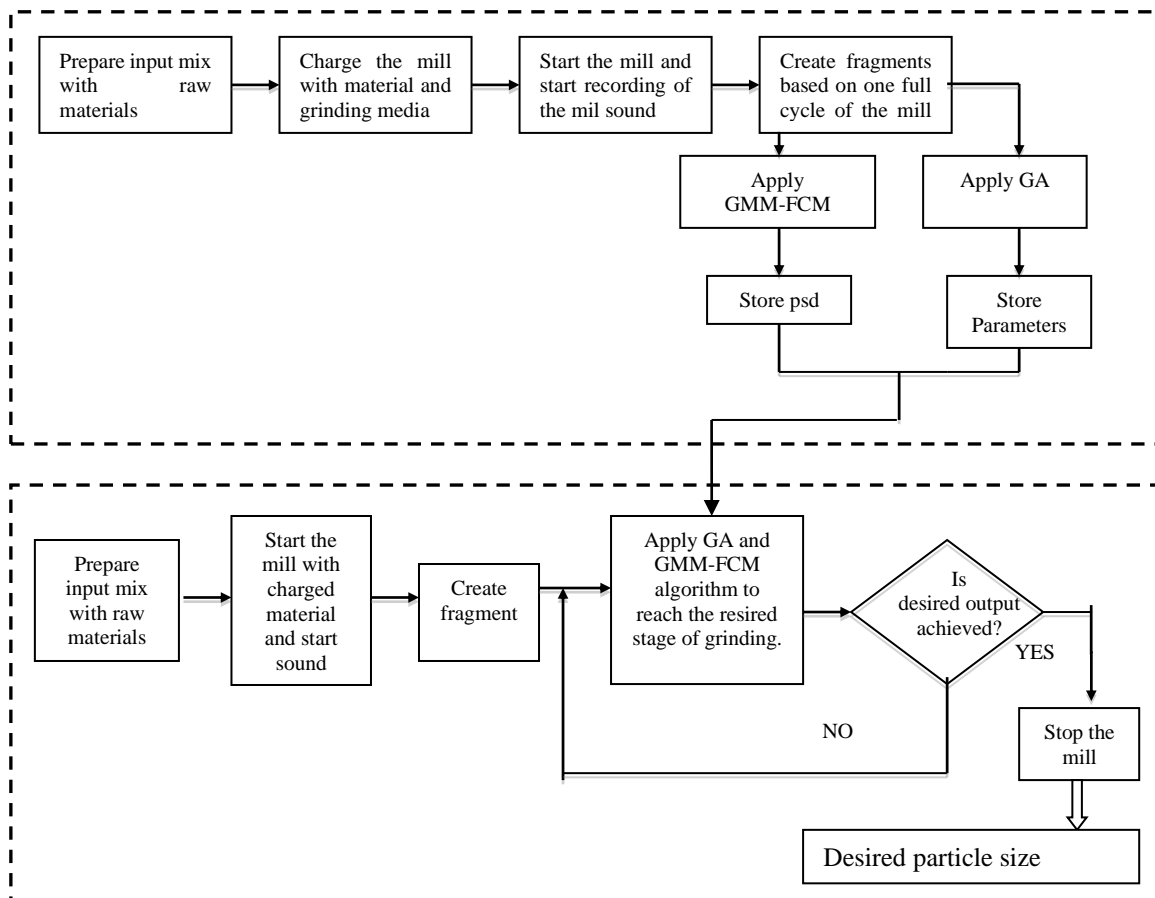 Prepare input mix
with raw
materials
Charge the mill
with material and
grinding media
Start the mill and
start recording of
the mil sound
Create fragments
based on one full
cycle of the mill
Apply
GMM-FCM
Apply GA
Store psd
Store
Parameters
Prepare
input mix
with raw
materials
Start the
mill with
charged
material
and start
sound
Create
fragment
Apply GA and
GMM-FCM
algorithm to
reach the resired
stage of grinding.
Is
desired output
achieved?
YES
NO
Stop the
mill
Desired particle size